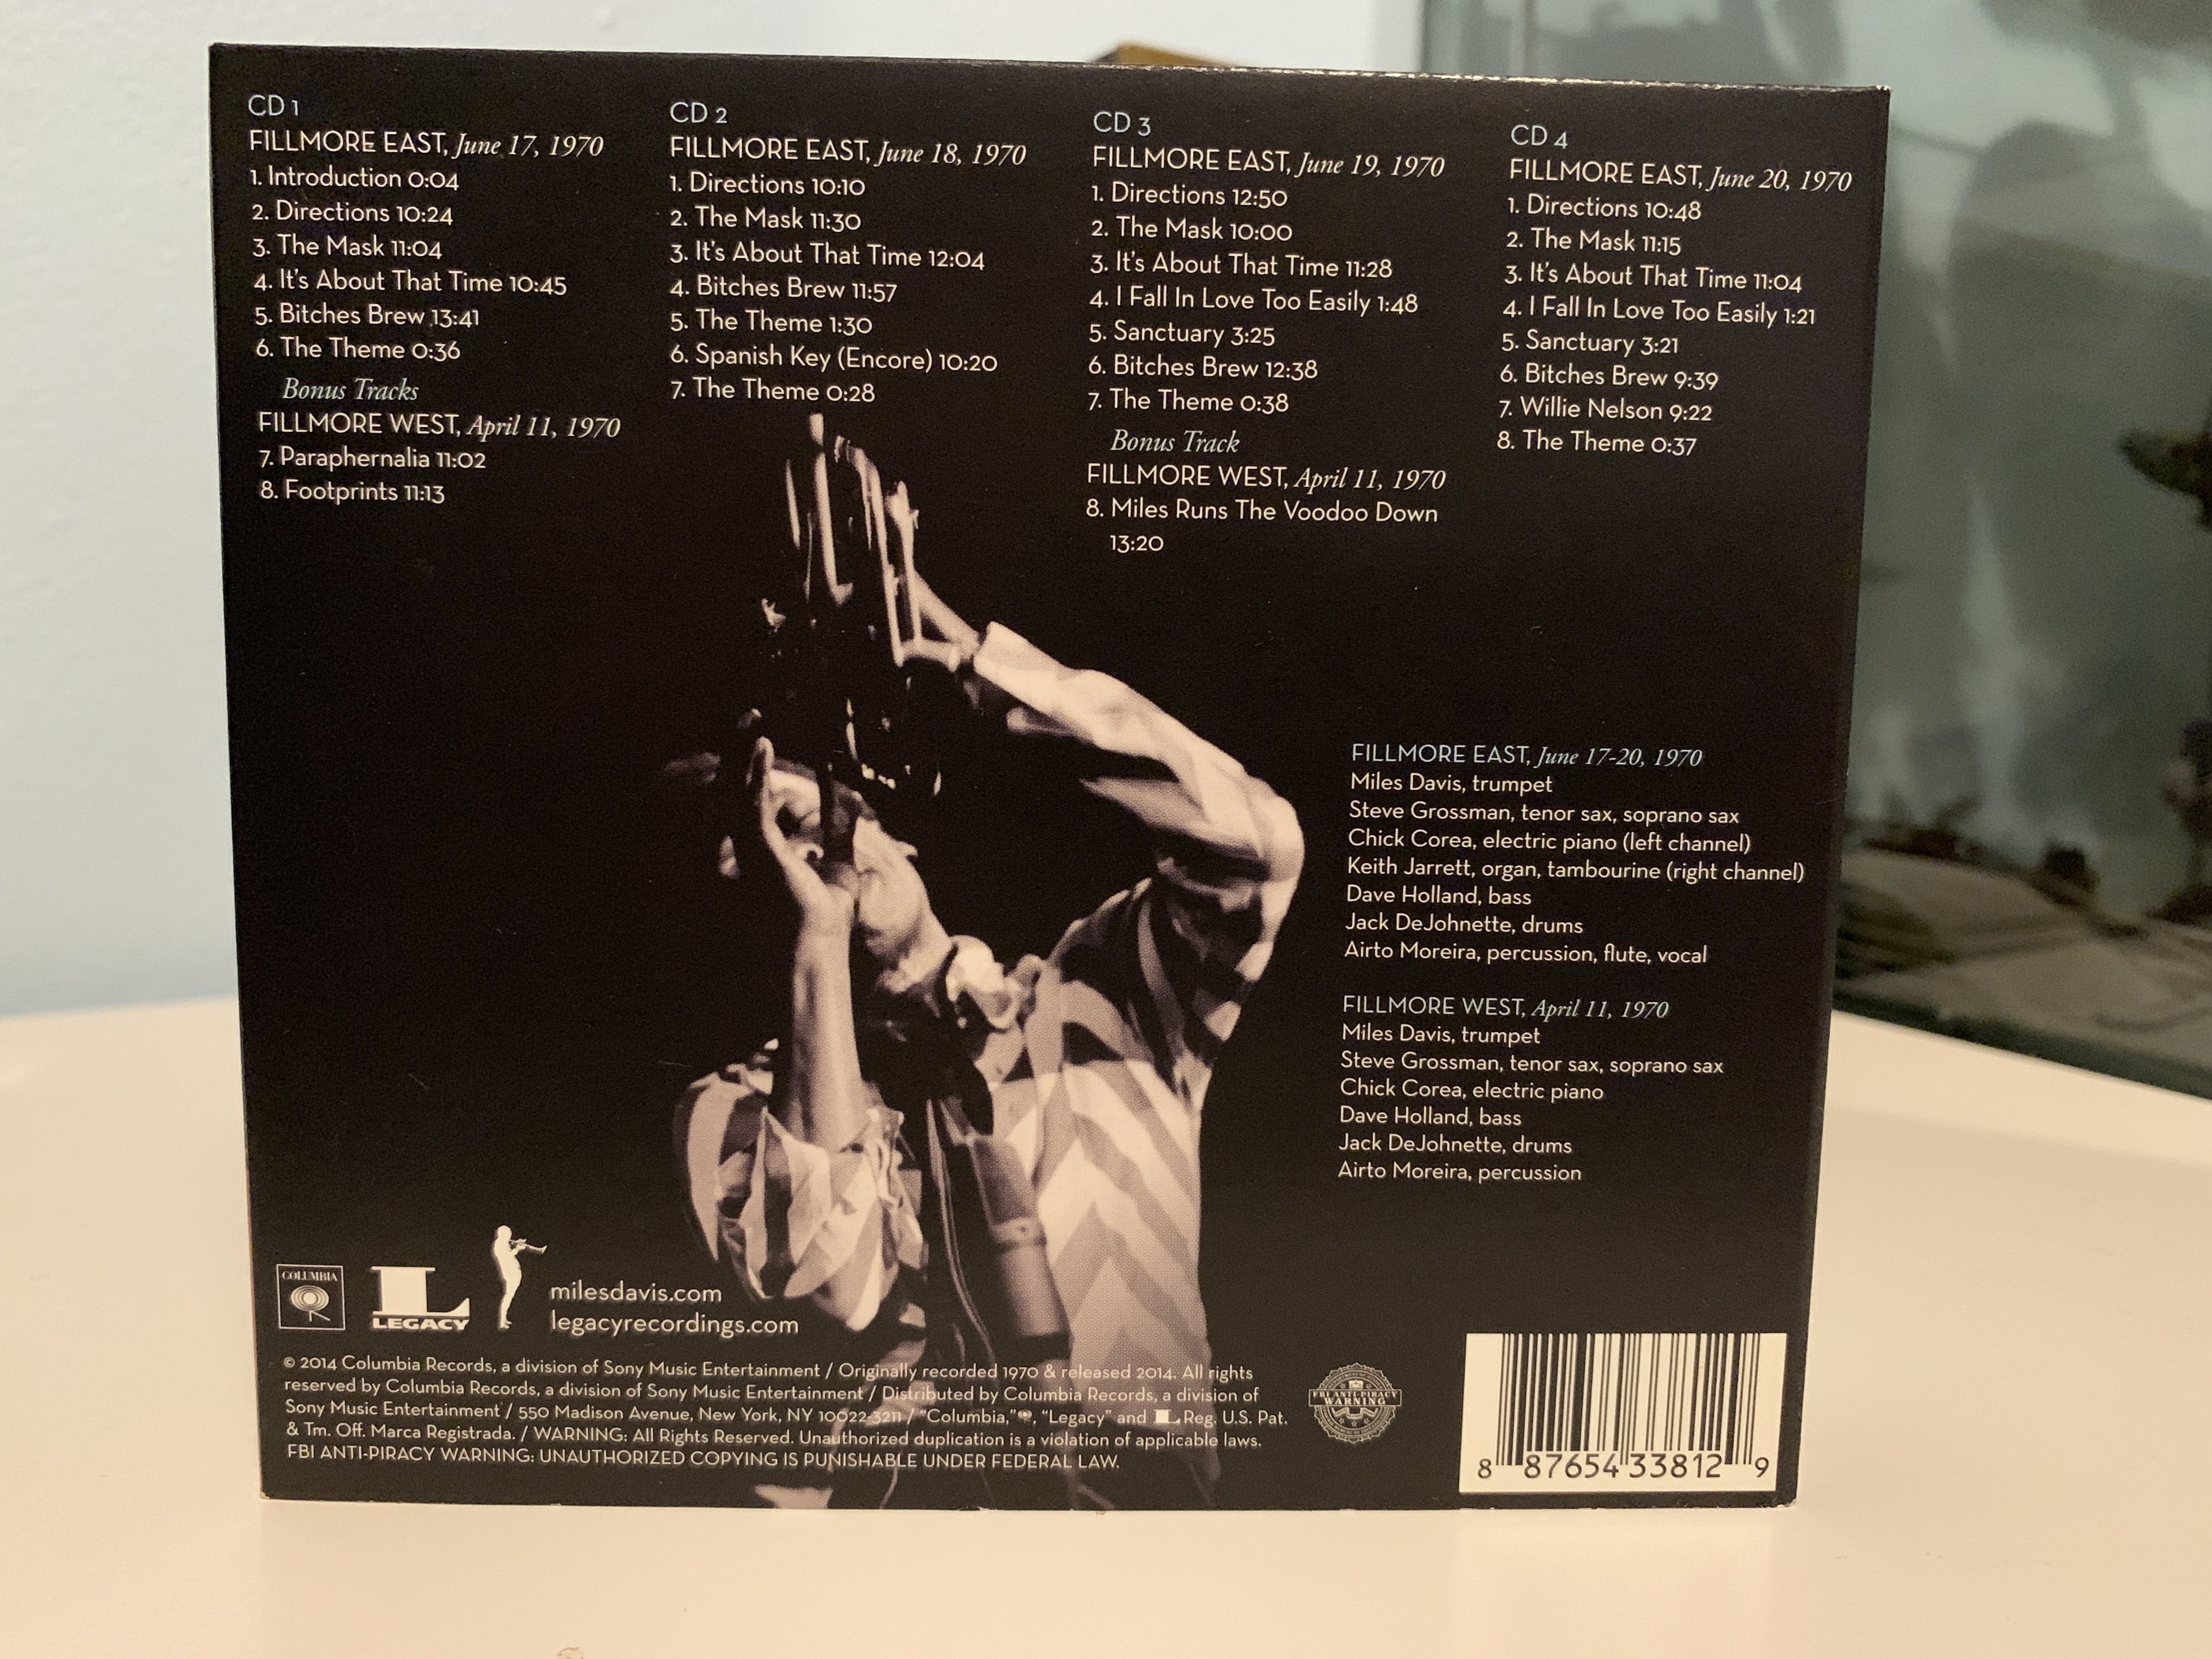 CD 1
FILLMORE EAST, June 17, 1970
1. Introduction 0:04
2. Directions 10:24
3. The Mask 11:04
4. It's About That Time 10:45
5. Bitches Brew 13:41
6. The Theme 0:36
Bonus Tracks
FILLMORE WEST, April 11, 1970
7. Paraphernalia 11:02
8. Footprints 11:13
CD 2
FILLMORE EAST, June 18, 1970
1. Directions 10:10
2. The Mask 11:30
3. It's About That Time 12:04
4. Bitches Brew 11:57
5. The Theme 1:30
6. Spanish Key (Encore) 10:20
7. The Theme 0:28
CD 3
FILLMORE EAST, June 19, 1970
1. Directions 12:50
2. The Mask 10:00
3. It's About That Time 11:28
4. I Fall In Love Too Easily 1:48
5. Sanctuary 3:25
6. Bitches Brew 12:38
7. The Theme 0:38
Bonus Track
FILLMORE WEST, April 11, 1970
8. Miles Runs The Voodoo Down
13:20
CD 4
FILLMORE EAST, June 20, 1970
1. Directions 10:48
2. The Mask 11:15
3. It's About That Time 11:04
4. I Fall In Love Too Easily 1:21
5. Sanctuary 3:21
6. Bitches Brew 9:39
7. Willie Nelson 9:22
8. The Theme 0:37
FILLMORE EAST, June 17-20, 1970
Miles Davis, trumpet
Steve Grossman, tenor sax, soprano sax
Chick Corea, electric piano (left channel)
Keith Jarrett, organ, tambourine (right channel)
Dave Holland, bass
Jack DeJohnette, drums
Airto Moreira, percussion, flute, vocal
FILLMORE WEST, April 11, 1970
Miles Davis, trumpet
Steve Grossman, tenor sax, soprano sax
Chick Corea, electric piano
Dave Holland, bass
Jack DeJohnette, drums
Airto Moreira, percussion
COLUMBIA
L
LEGACY
milesdavis.com
legacyrecordings.com
© 2014 Columbia Records, a division of Sony Music Entertainment / Originally recorded 1970 & released 2014. All rights
reserved by Columbia Records, a division of Sony Music Entertainment / Distributed by Columbia Records, a division of
Sony Music Entertainment / 550 Madison Avenue, New York, NY 10022-3211 / "Columbia," "Legacy" and L Reg. U.S. Pat.
& Tm. Off. Marca Registrada. / WARNING: All Rights Reserved. Unauthorized duplication is a violation of applicable laws.
FBI ANTI-PIRACY WARNING: UNAUTHORIZED COPYING IS PUNISHABLE UNDER FEDERAL LAW.
FBI ANTI-PIRACY
WARNING
8 87654 33812 9